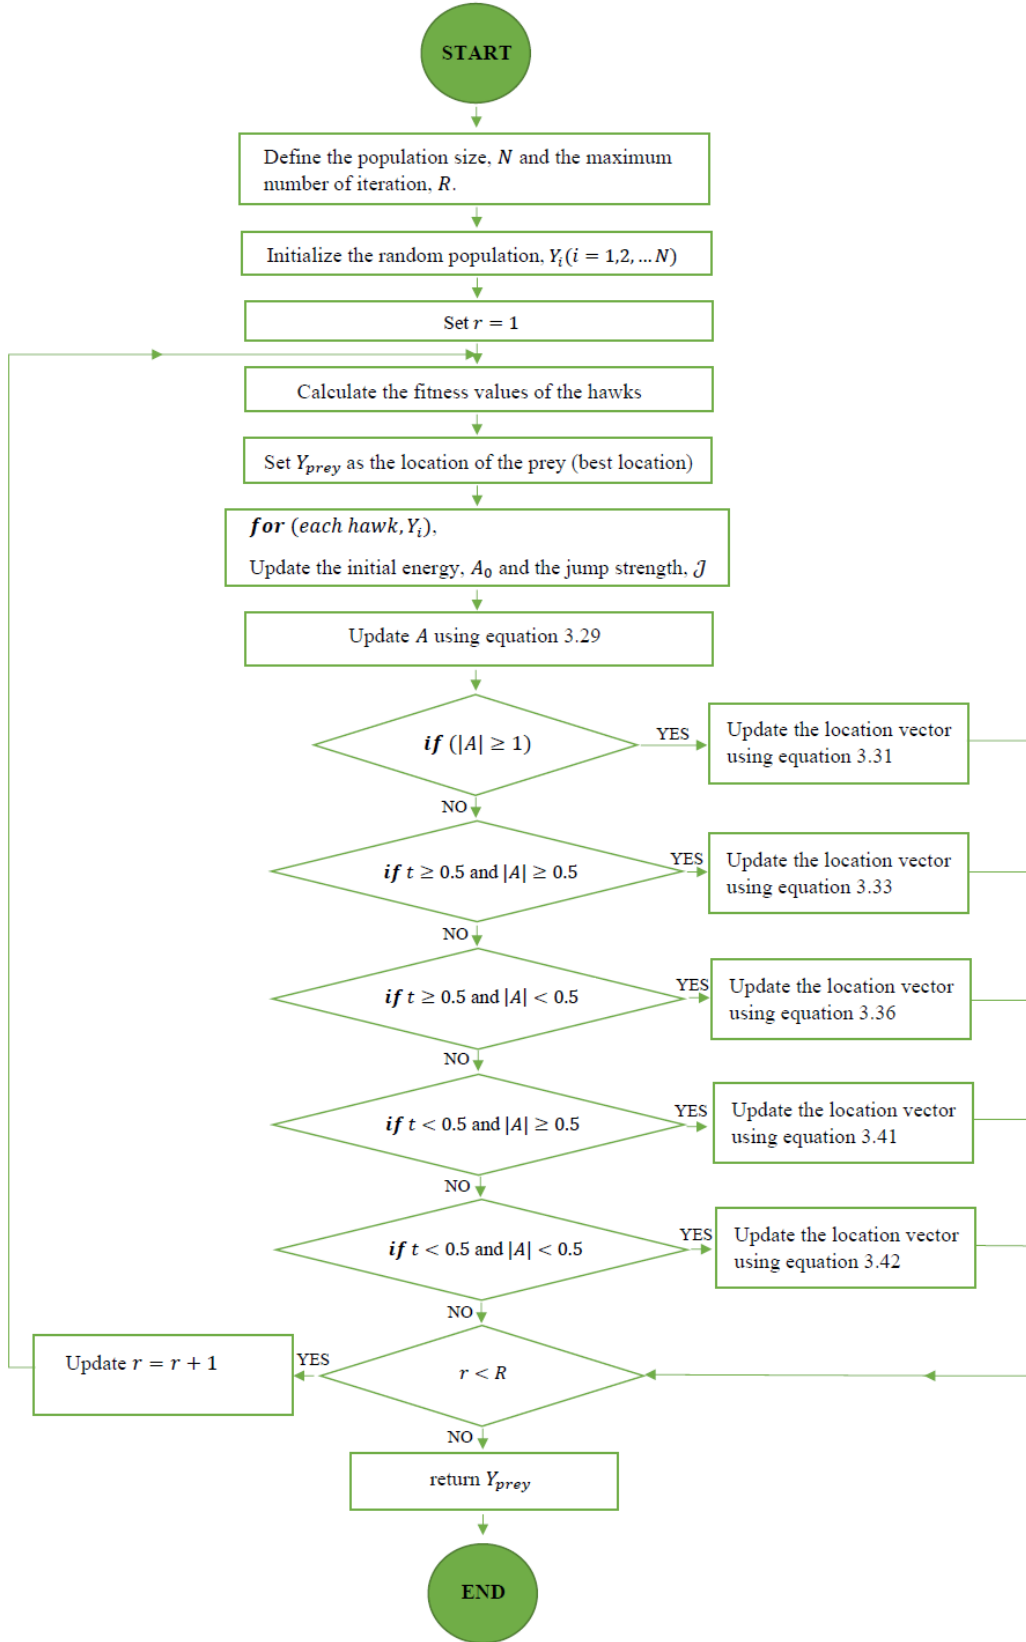 START
Define the population size, N and the maximum
number of iteration, R.
Initialize the random population, Y_i(i = 1,2, … N)
Set r = 1
Calculate the fitness values of the hawks
Set Y_prey as the location of the prey (best location)
for (each hawk, Y_i),
Update the initial energy, A_0 and the jump strength, 𝒥
Update A using equation 3.29
if (|A| ≥ 1)
YES
Update the location vector
using equation 3.31
NO
if t ≥ 0.5 and |A| ≥ 0.5
YES
Update the location vector
using equation 3.33
NO
if t ≥ 0.5 and |A| < 0.5
YES
Update the location vector
using equation 3.36
NO
if t < 0.5 and |A| ≥ 0.5
YES
Update the location vector
using equation 3.41
NO
if t < 0.5 and |A| < 0.5
YES
Update the location vector
using equation 3.42
NO
r < R
YES
Update r = r + 1
NO
return Y_prey
END